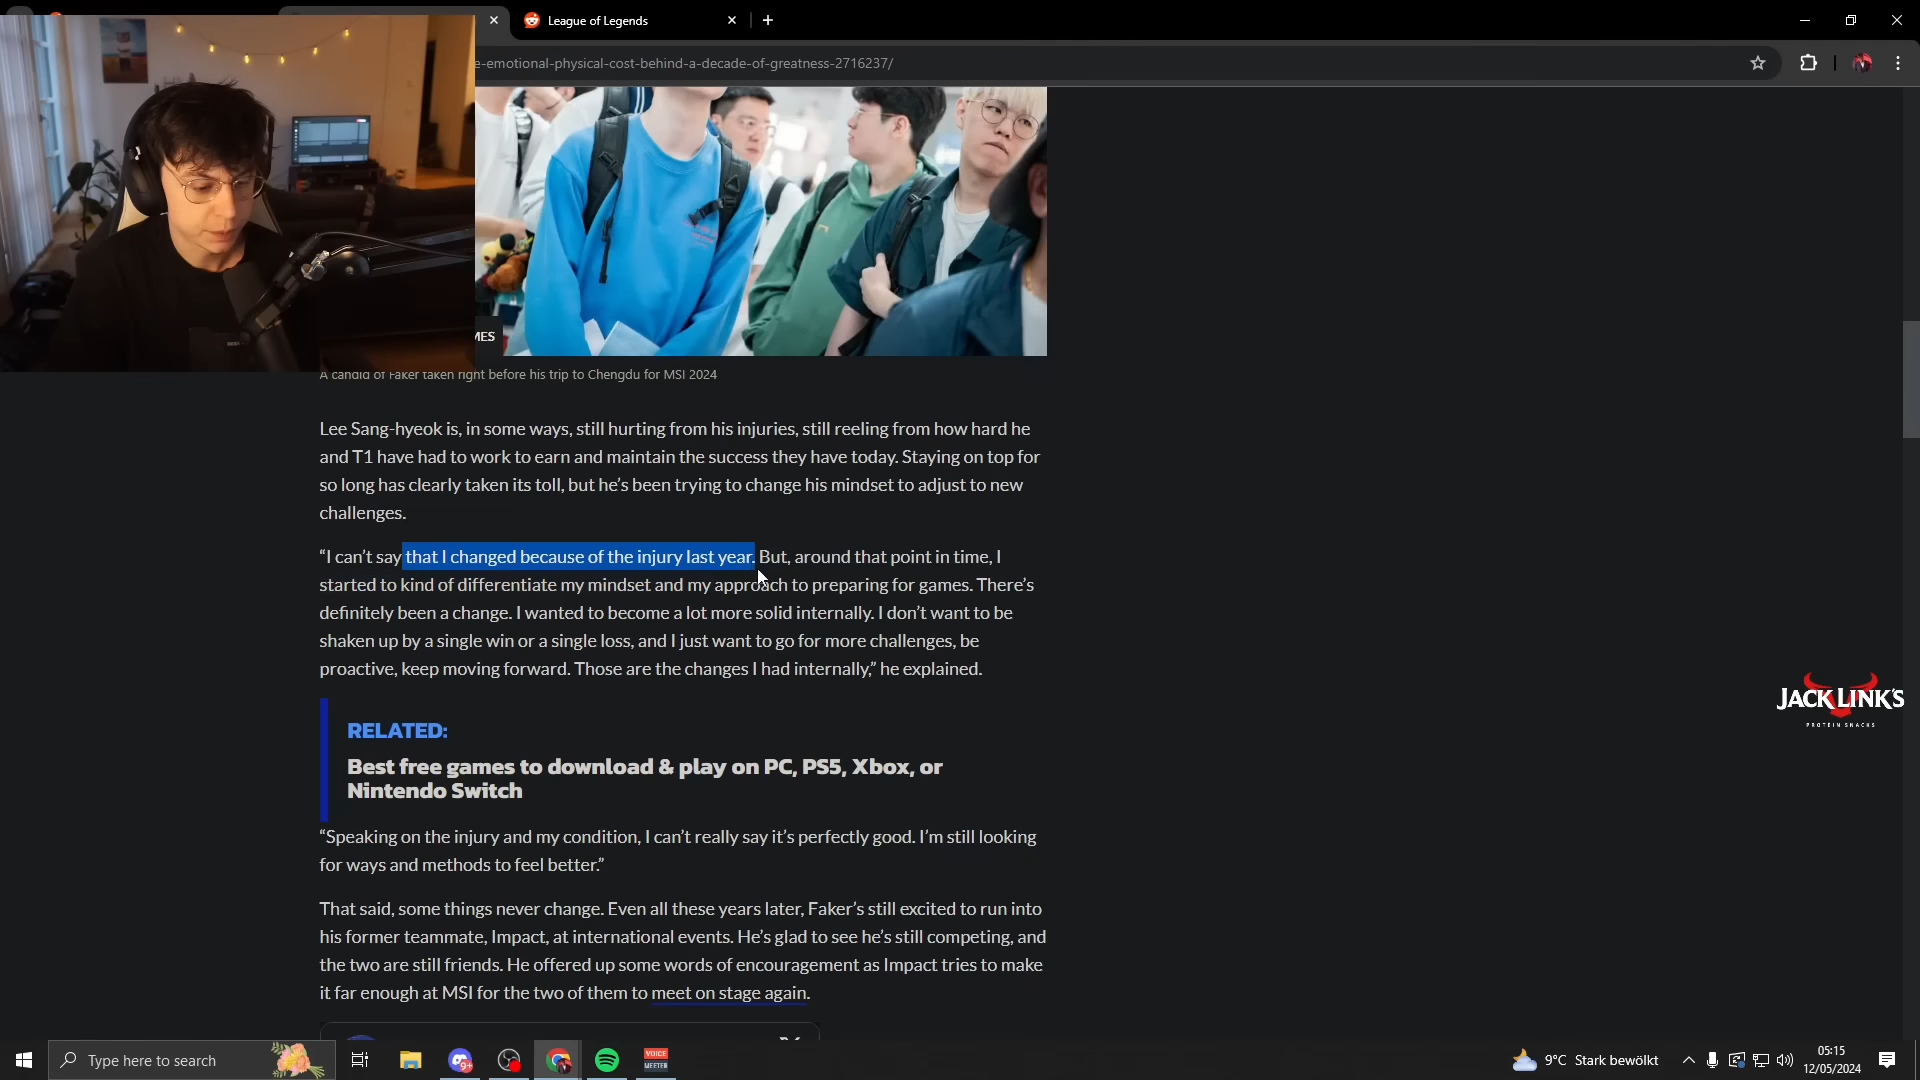 League of Legends
e-emotional-physical-cost-behind-a-decade-of-greatness-2716237/
MES
A candid of Faker taken right before his trip to Chengdu for MSI 2024
Lee Sang-hyeok is, in some ways, still hurting from his injuries, still reeling from how hard he
and T1 have had to work to earn and maintain the success they have today. Staying on top for
so long has clearly taken its toll, but he’s been trying to change his mindset to adjust to new
challenges.
“I can’t say that I changed because of the injury last year. But, around that point in time, I
started to kind of differentiate my mindset and my approach to preparing for games. There’s
definitely been a change. I wanted to become a lot more solid internally. I don’t want to be
shaken up by a single win or a single loss, and I just want to go for more challenges, be
proactive, keep moving forward. Those are the changes I had internally,” he explained.
JACK LINK'S
PROTEIN SNACKS
RELATED:
Best free games to download & play on PC, PS5, Xbox, or
Nintendo Switch
“Speaking on the injury and my condition, I can’t really say it’s perfectly good. I’m still looking
for ways and methods to feel better.”
That said, some things never change. Even all these years later, Faker’s still excited to run into
his former teammate, Impact, at international events. He’s glad to see he’s still competing, and
the two are still friends. He offered up some words of encouragement as Impact tries to make
it far enough at MSI for the two of them to meet on stage again.
Type here to search
9+
VOICE
MEETER
9°C Stark bewölkt
05:15
12/05/2024